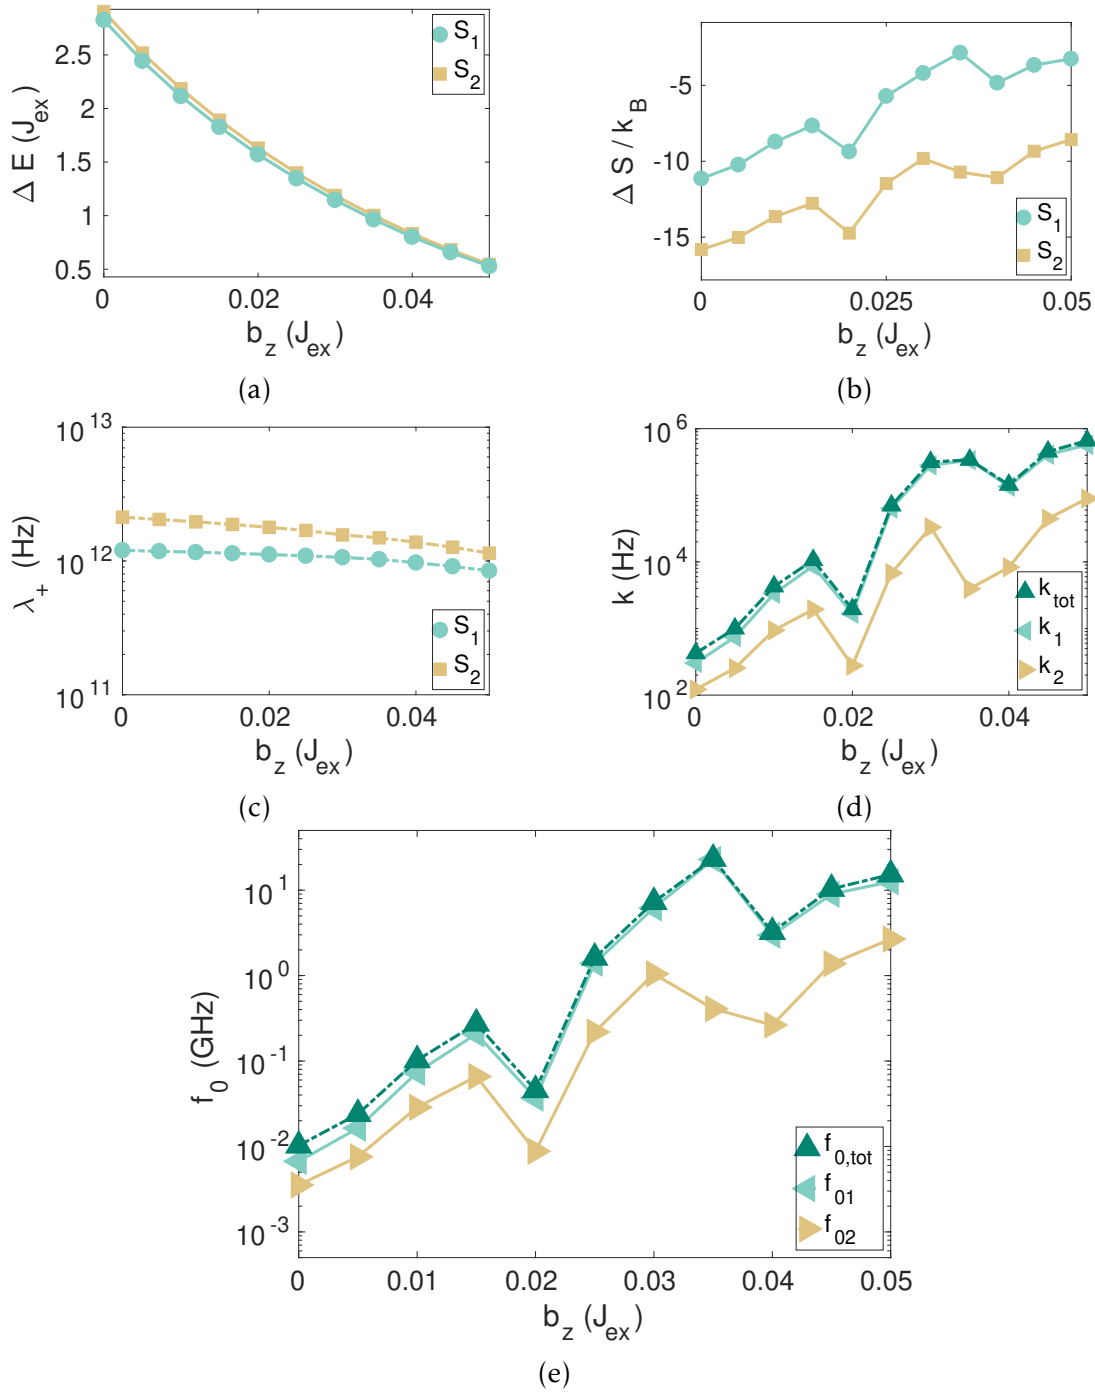 2.5
2
1.5
1
0.5
Δ E (J_ex)
S_1
S_2
0
0.02
0.04
b_z (J_ex)
(a)
-5
-10
-15
Δ S / k_B
S_1
S_2
0
0.025
0.05
b_z (J_ex)
(b)
10^13
10^12
10^11
λ_+ (Hz)
S_1
S_2
0
0.02
0.04
b_z (J_ex)
(c)
10^6
10^4
10^2
k (Hz)
k_tot
k_1
k_2
0
0.02
0.04
b_z (J_ex)
(d)
10^1
10^0
10^-1
10^-2
10^-3
f_0 (GHz)
f_0,tot
f_01
f_02
0
0.01
0.02
0.03
0.04
0.05
b_z (J_ex)
(e)